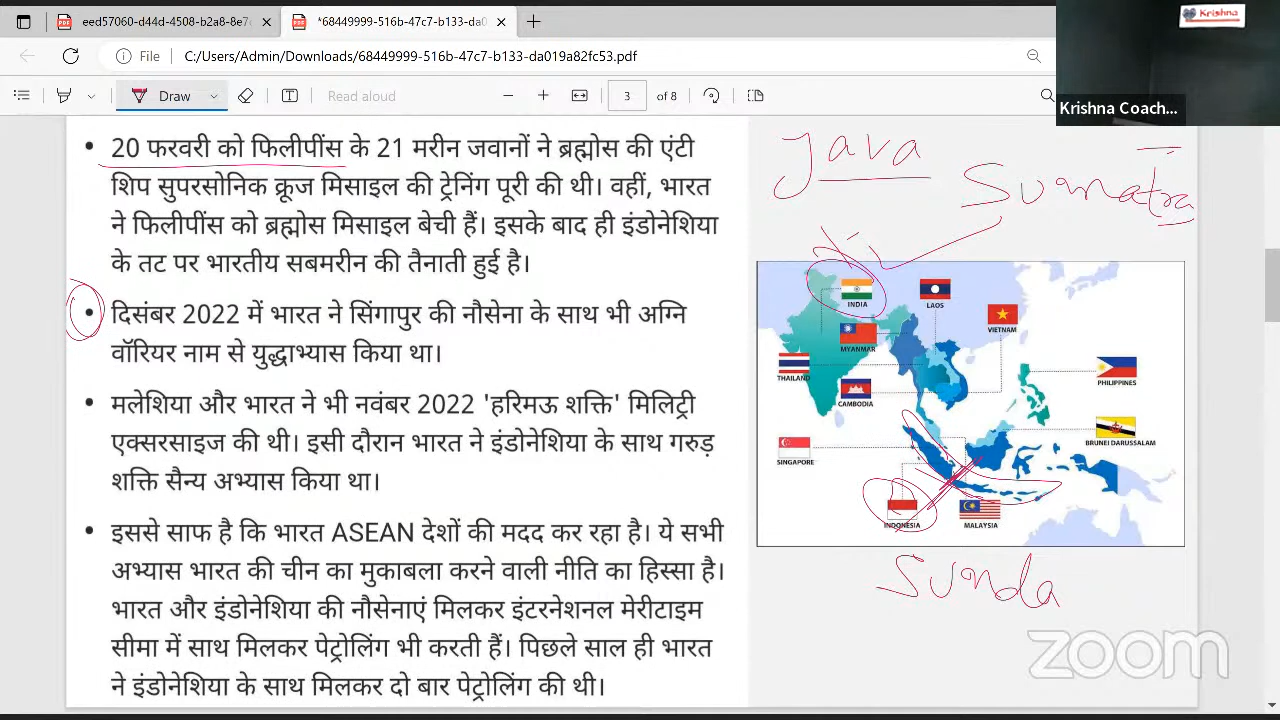 eed57060-d44d-4508-b2a8-8e7
*68449999-516b-47c7-b133-da0
File C:/Users/Admin/Downloads/68449999-516b-47c7-b133-da019a82fc53.pdf
Draw Read aloud 3 of 8
Krishna
Krishna Coach...
20 फरवरी को फिलीपींस के 21 मरीन जवानों ने ब्रह्मोस की एंटी
शिप सुपरसोनिक क्रूज मिसाइल की ट्रेनिंग पूरी की थी। वहीं, भारत
ने फिलीपींस को ब्रह्मोस मिसाइल बेची हैं। इसके बाद ही इंडोनेशिया
के तट पर भारतीय सबमरीन की तैनाती हुई है।
दिसंबर 2022 में भारत ने सिंगापुर की नौसेना के साथ भी अग्नि
वॉरियर नाम से युद्धाभ्यास किया था।
मलेशिया और भारत ने भी नवंबर 2022 'हरिमऊ शक्ति' मिलिट्री
एक्सरसाइज की थी। इसी दौरान भारत ने इंडोनेशिया के साथ गरुड़
शक्ति सैन्य अभ्यास किया था।
इससे साफ है कि भारत ASEAN देशों की मदद कर रहा है। ये सभी
अभ्यास भारत की चीन का मुकाबला करने वाली नीति का हिस्सा है।
भारत और इंडोनेशिया की नौसेनाएं मिलकर इंटरनेशनल मेरीटाइम
सीमा में साथ मिलकर पेट्रोलिंग भी करती हैं। पिछले साल ही भारत
ने इंडोनेशिया के साथ मिलकर दो बार पेट्रोलिंग की थी।
Java
Sumatra
INDIA
LAOS
VIETNAM
MYANMAR
THAILAND
CAMBODIA
PHILIPPINES
SINGAPORE
BRUNEI DARUSSALAM
INDONESIA
MALAYSIA
Sunda
zoom